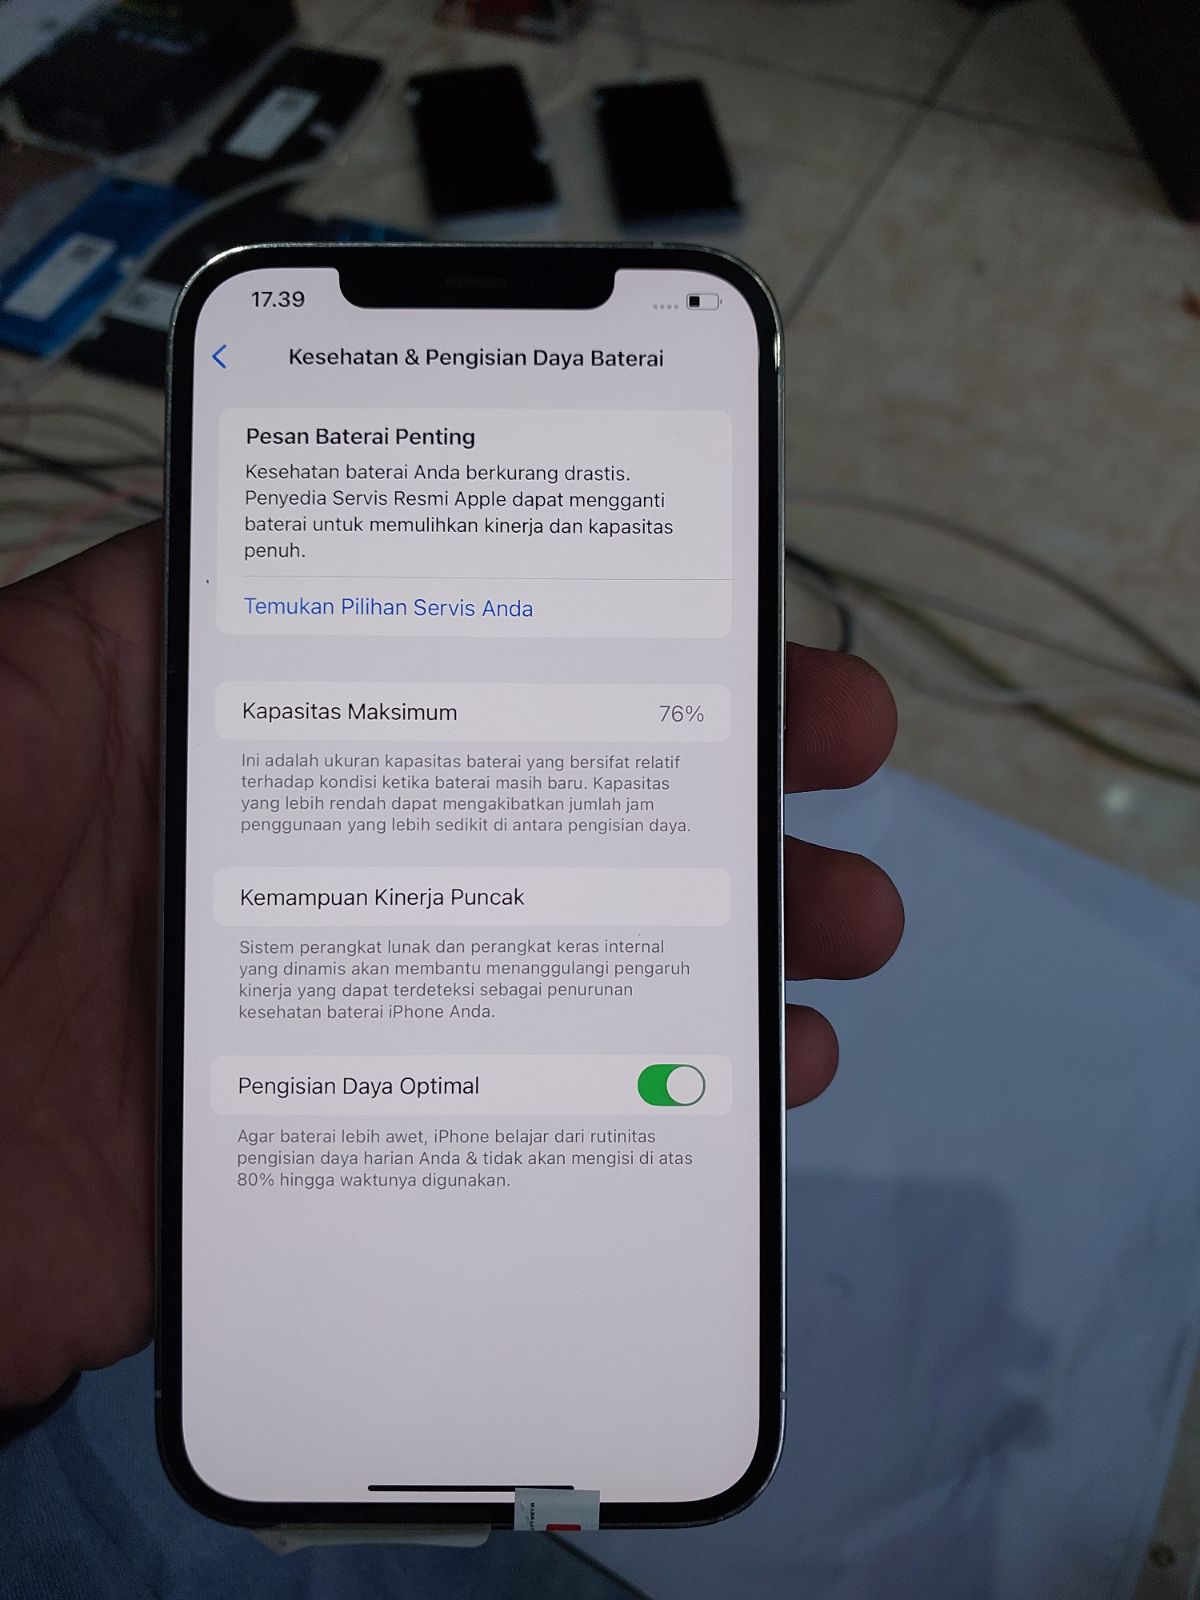 17.39
Kesehatan & Pengisian Daya Baterai
Pesan Baterai Penting
Kesehatan baterai Anda berkurang drastis.
Penyedia Servis Resmi Apple dapat mengganti
baterai untuk memulihkan kinerja dan kapasitas
penuh.
Temukan Pilihan Servis Anda
Kapasitas Maksimum 76%
Ini adalah ukuran kapasitas baterai yang bersifat relatif
terhadap kondisi ketika baterai masih baru. Kapasitas
yang lebih rendah dapat mengakibatkan jumlah jam
penggunaan yang lebih sedikit di antara pengisian daya.
Kemampuan Kinerja Puncak
Sistem perangkat lunak dan perangkat keras internal
yang dinamis akan membantu menanggulangi pengaruh
kinerja yang dapat terdeteksi sebagai penurunan
kesehatan baterai iPhone Anda.
Pengisian Daya Optimal
Agar baterai lebih awet, iPhone belajar dari rutinitas
pengisian daya harian Anda & tidak akan mengisi di atas
80% hingga waktunya digunakan.